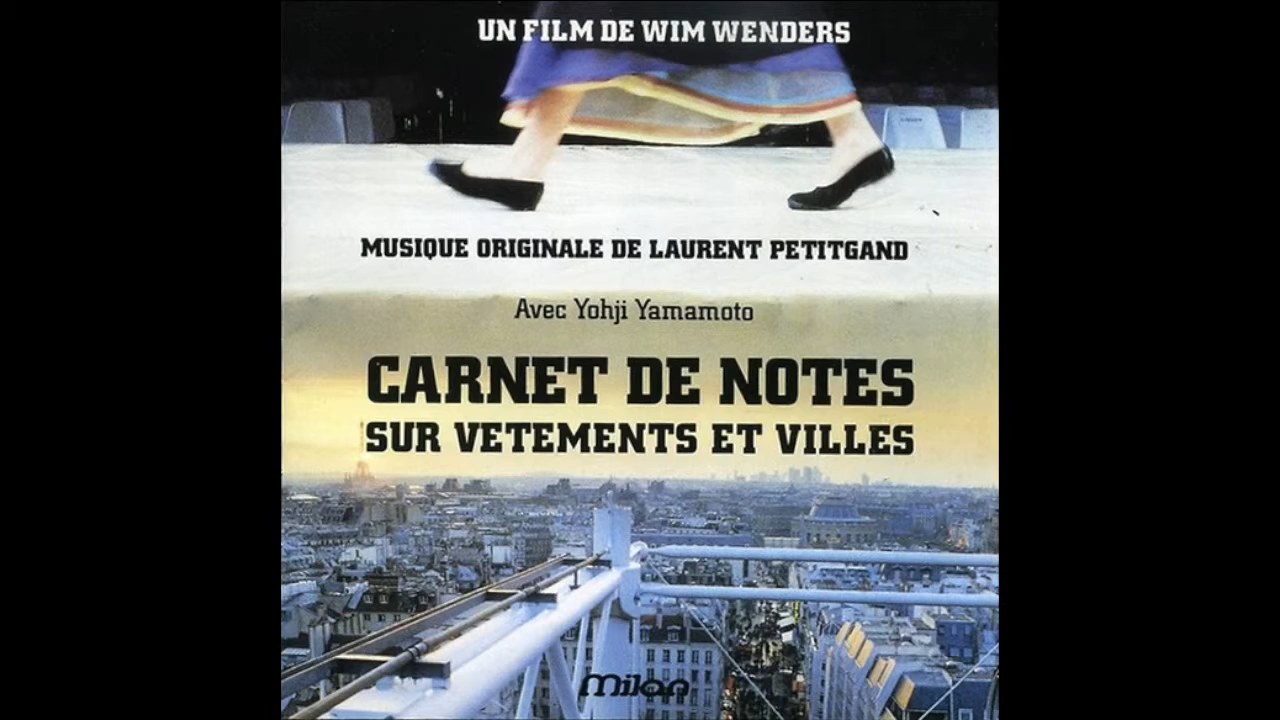 UN FILM DE WIM WENDERS
MUSIQUE ORIGINALE DE LAURENT PETITGAND
Avec Yohji Yamamoto
CARNET DE NOTES
SUR VETEMENTS ET VILLES
Milan